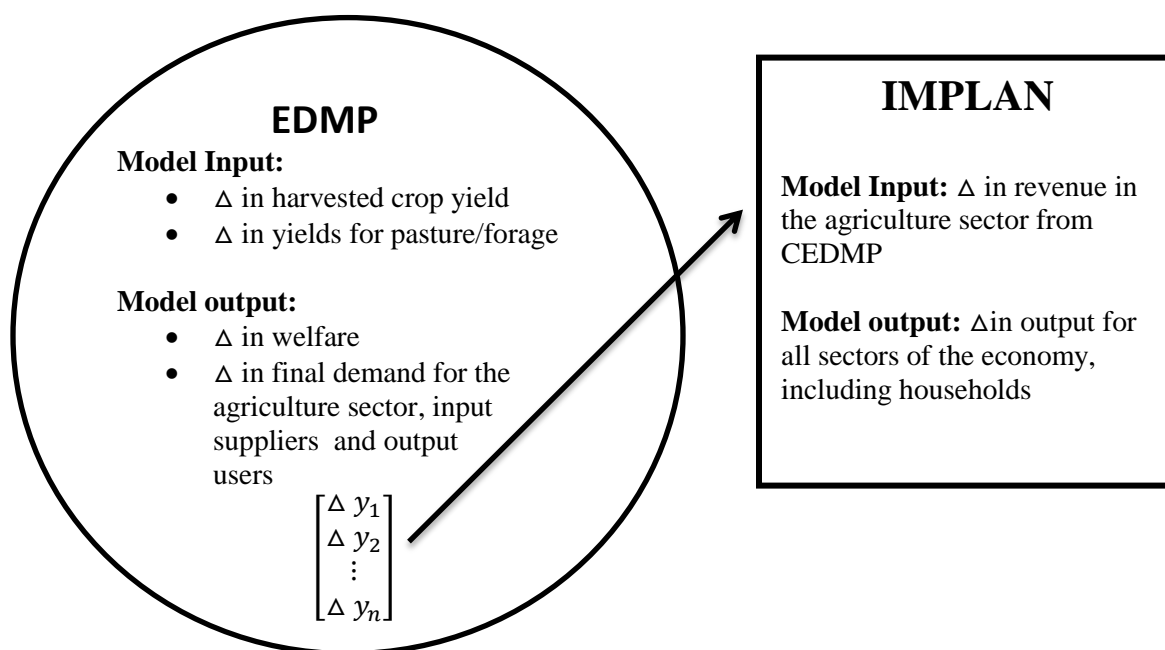 EDMP
Model Input:
• △ in harvested crop yield
• △ in yields for pasture/forage
Model output:
• △ in welfare
• △ in final demand for the
agriculture sector, input
suppliers and output
users
△ y₁
△ y₂
⋮
△ yₙ
IMPLAN
Model Input: △ in revenue in
the agriculture sector from
CEDMP
Model output: △in output for
all sectors of the economy,
including households